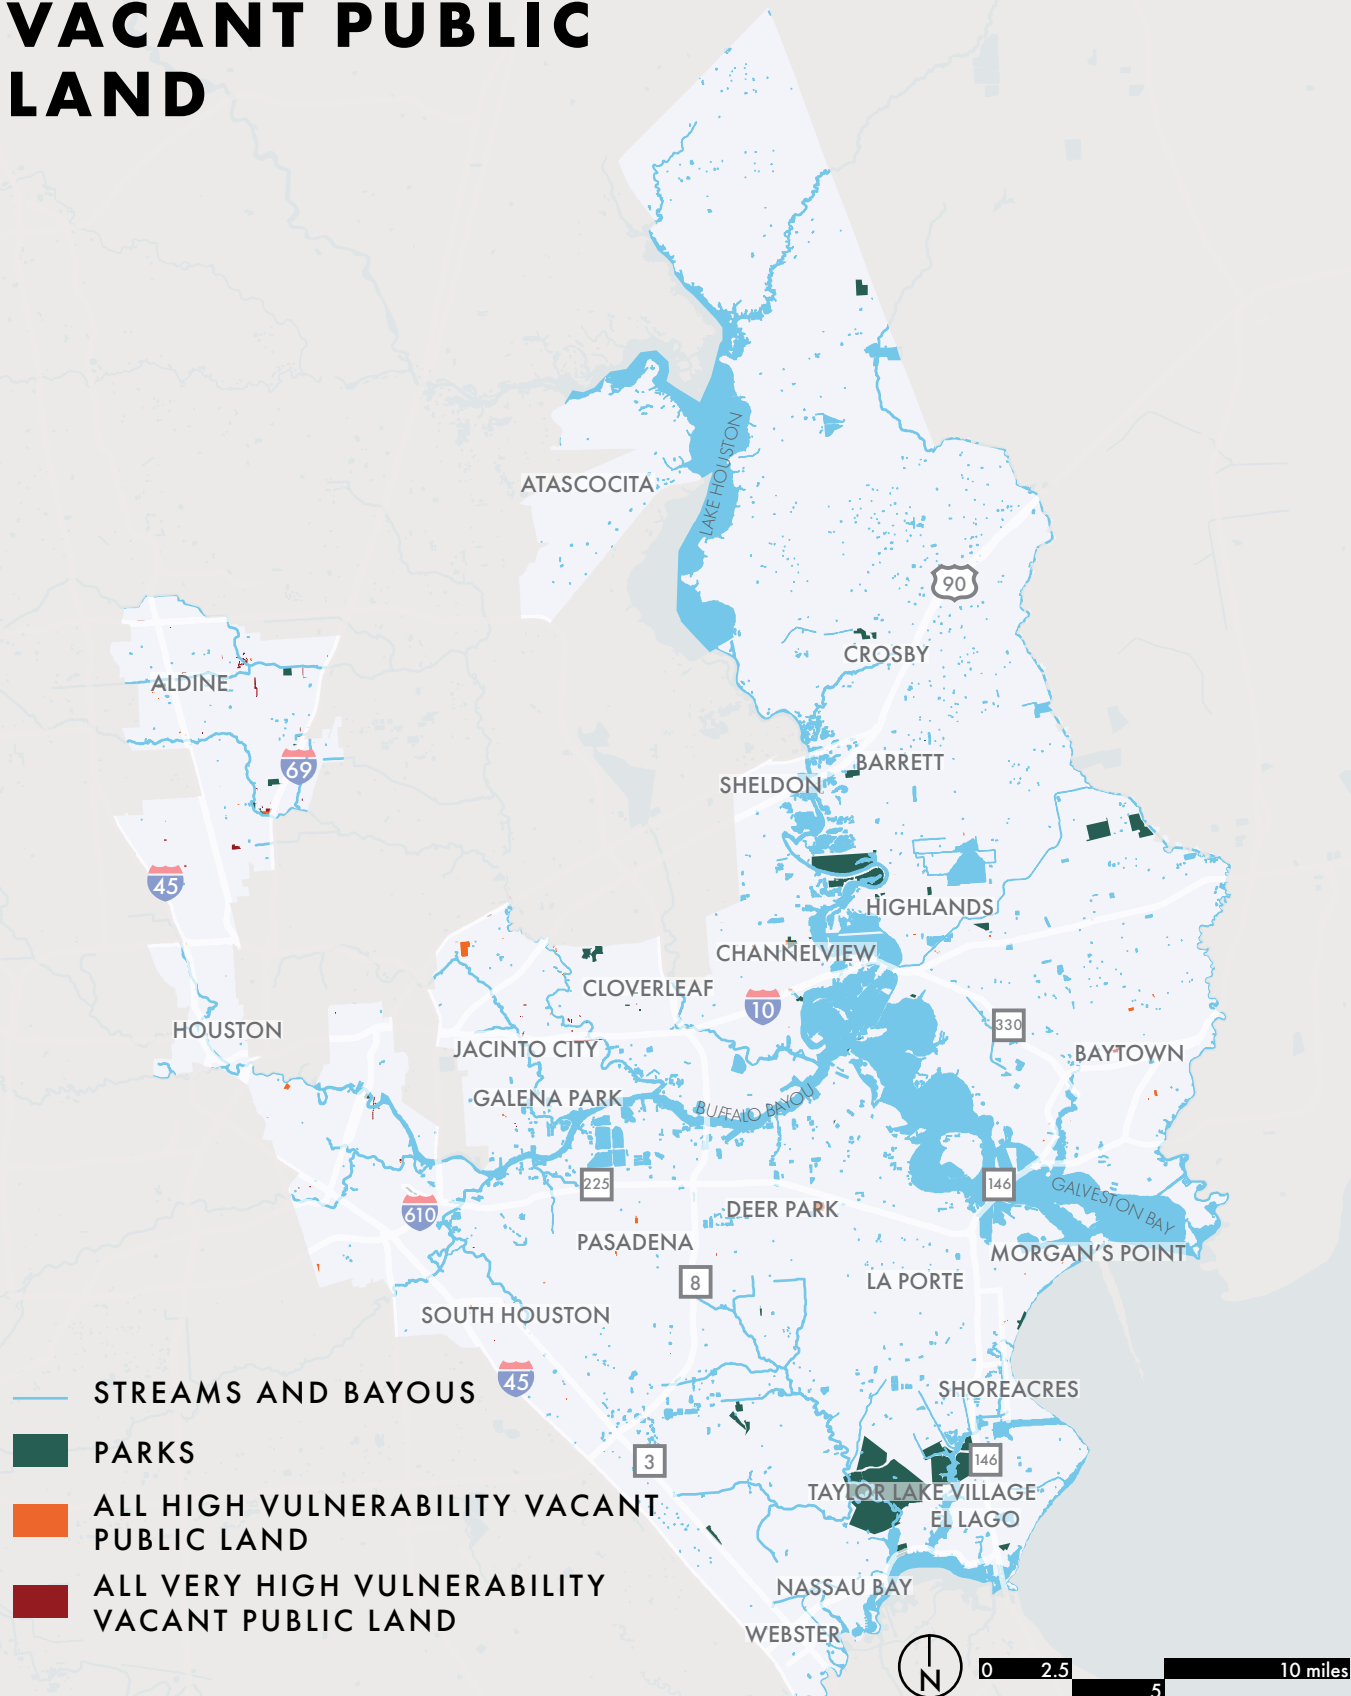 VACANT PUBLIC
LAND
LAKE HOUSTON
ATASCOCITA
90
CROSBY
ALDINE
69
BARRETT
SHELDON
45
HIGHLANDS
CHANNELVIEW
CLOVERLEAF
10
330
HOUSTON
JACINTO CITY
BAYTOWN
GALENA PARK
BUFFALO BAYOU
225
146
GALVESTON BAY
610
DEER PARK
PASADENA
MORGAN'S POINT
8
LA PORTE
SOUTH HOUSTON
45
SHOREACRES
STREAMS AND BAYOUS
PARKS
3
146
TAYLOR LAKE VILLAGE
ALL HIGH VULNERABILITY VACANT
PUBLIC LAND
EL LAGO
ALL VERY HIGH VULNERABILITY
VACANT PUBLIC LAND
NASSAU BAY
WEBSTER
N
0 2.5 10 miles
5